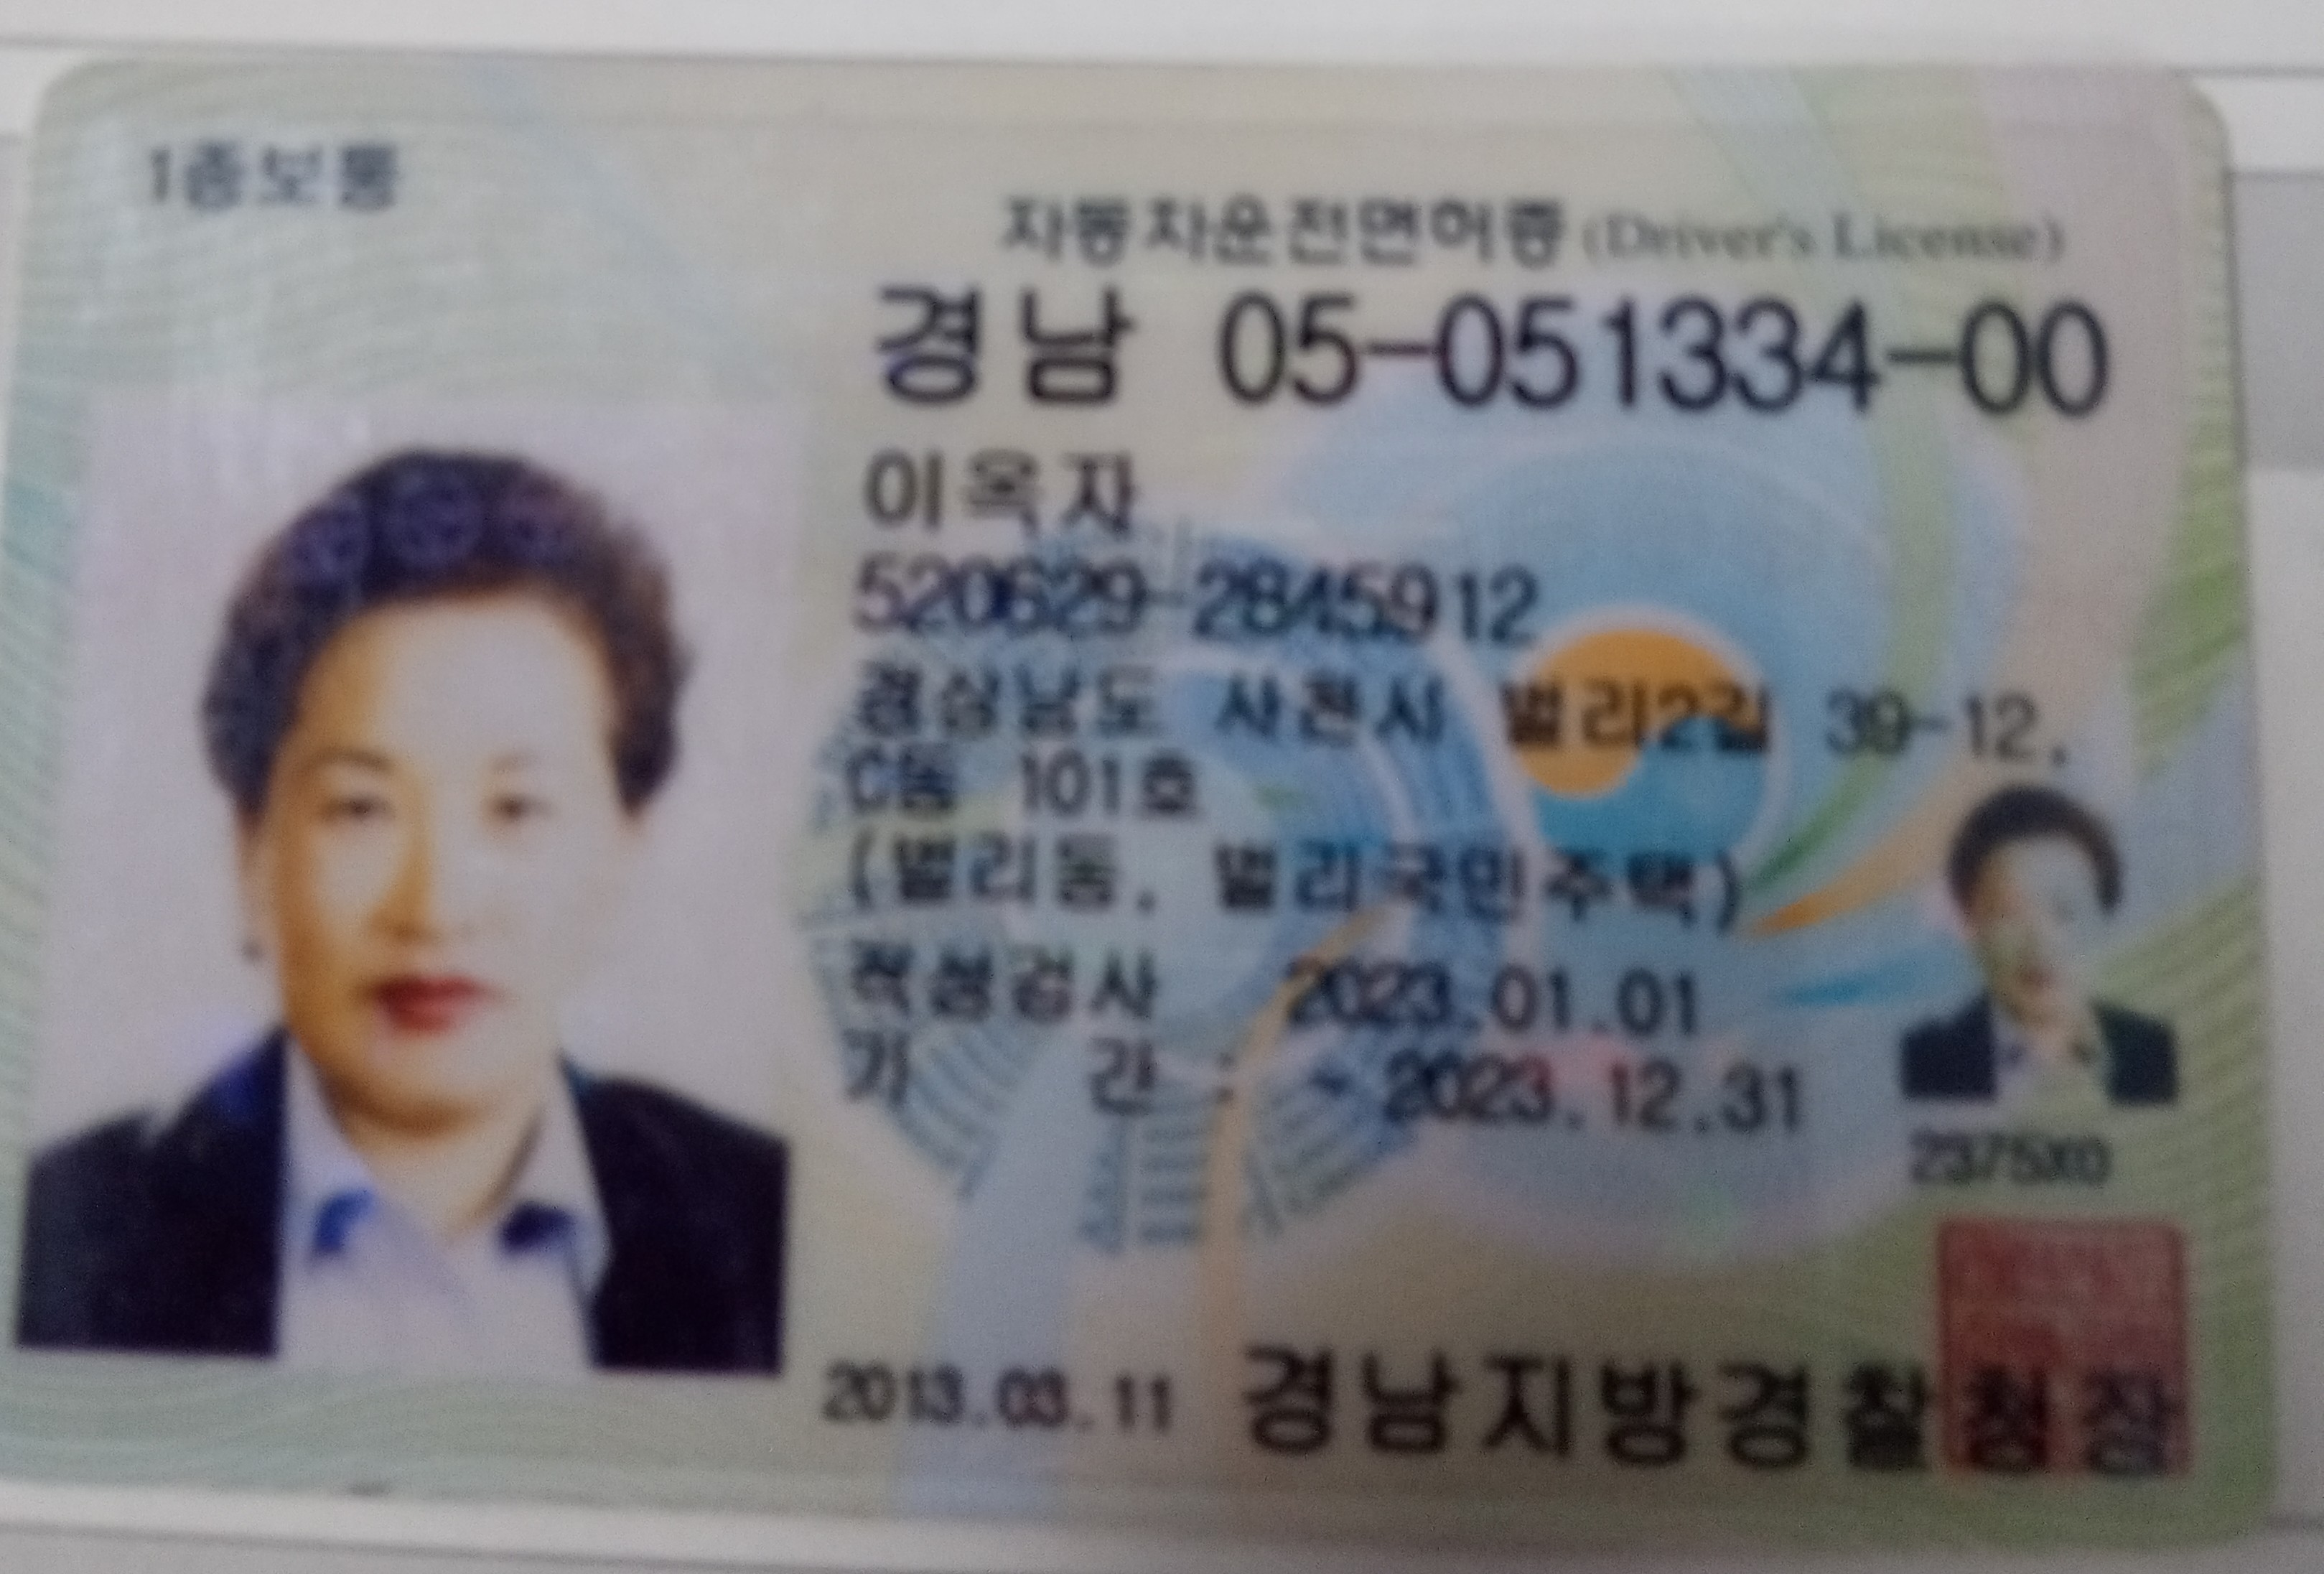 1종보통
자동차운전면허증 (Driver's License)
경남 05-051334-00
이옥자
520629-2845912
경상남도 사천시 벌리2길 39-12,
C동 101호
(벌리동, 벌리국민주택)
적성검사 2023.01.01
기 간 : ~ 2023.12.31
2013.03.11 경남지방경찰청장